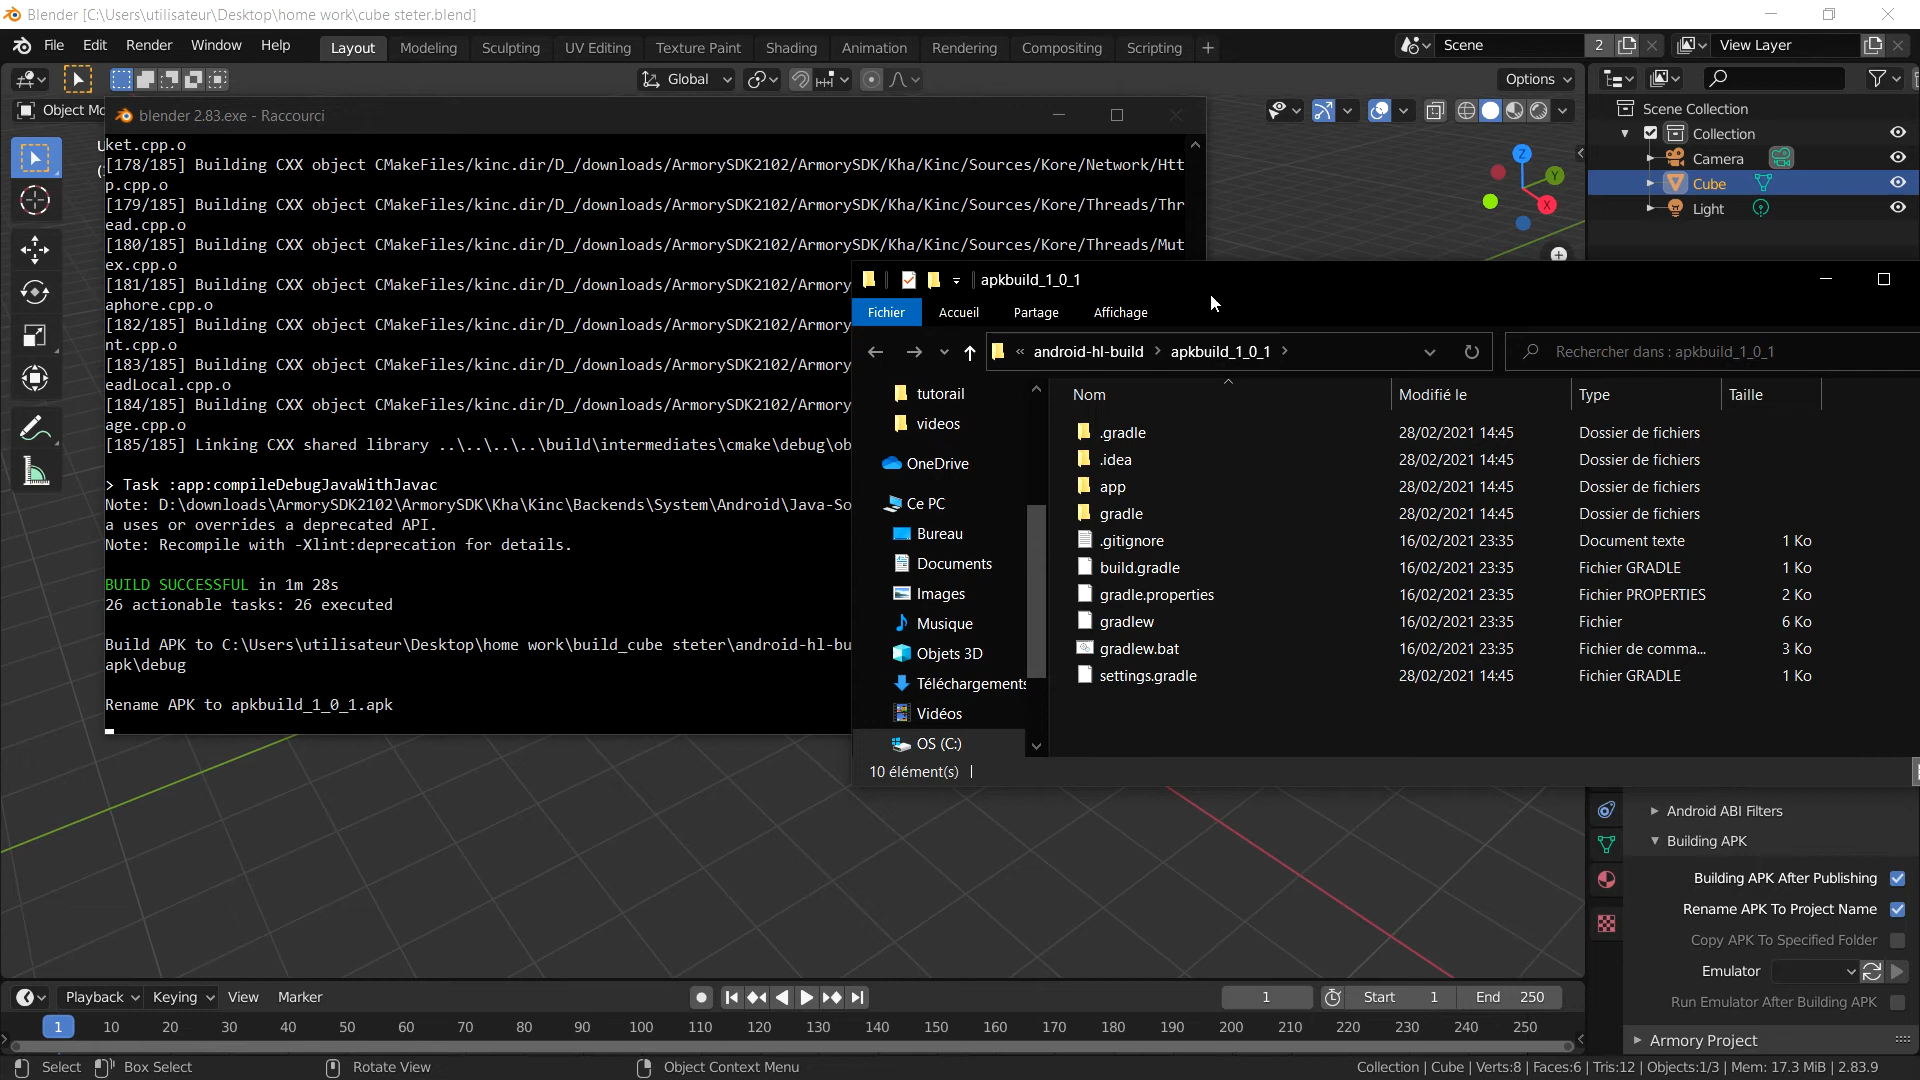 Blender [C:\Users\utilisateur\Desktop\home work\cube steter.blend]
File Edit Render Window Help
Layout Modeling Sculpting UV Editing Texture Paint Shading Animation Rendering Compositing Scripting +
Scene 2
View Layer
Global
Options
Object Mo
blender 2.83.exe - Raccourci
ket.cpp.o
[178/185] Building CXX object CMakeFiles/kinc.dir/D_/downloads/ArmorySDK2102/ArmorySDK/Kha/Kinc/Sources/Kore/Network/Htt
p.cpp.o
[179/185] Building CXX object CMakeFiles/kinc.dir/D_/downloads/ArmorySDK2102/ArmorySDK/Kha/Kinc/Sources/Kore/Threads/Thr
ead.cpp.o
[180/185] Building CXX object CMakeFiles/kinc.dir/D_/downloads/ArmorySDK2102/ArmorySDK/Kha/Kinc/Sources/Kore/Threads/Mut
ex.cpp.o
[181/185] Building CXX object CMakeFiles/kinc.dir/D_/downloads/ArmorySDK2102/Armory
aphore.cpp.o
[182/185] Building CXX object CMakeFiles/kinc.dir/D_/downloads/ArmorySDK2102/Armory
nt.cpp.o
[183/185] Building CXX object CMakeFiles/kinc.dir/D_/downloads/ArmorySDK2102/Armory
eadLocal.cpp.o
[184/185] Building CXX object CMakeFiles/kinc.dir/D_/downloads/ArmorySDK2102/Armory
age.cpp.o
[185/185] Linking CXX shared library ..\..\..\..\build\intermediates\cmake\debug\ob
> Task :app:compileDebugJavaWithJavac
Note: D:\downloads\ArmorySDK2102\ArmorySDK\Kha\Kinc\Backends\System\Android\Java-So
a uses or overrides a deprecated API.
Note: Recompile with -Xlint:deprecation for details.
BUILD SUCCESSFUL in 1m 28s
26 actionable tasks: 26 executed
Build APK to C:\Users\utilisateur\Desktop\home work\build_cube steter\android-hl-bu
apk\debug
Rename APK to apkbuild_1_0_1.apk
Z
Y
X
Scene Collection
Collection
Camera
Cube
Light
apkbuild_1_0_1
Fichier Accueil Partage Affichage
« android-hl-build > apkbuild_1_0_1 >
Rechercher dans : apkbuild_1_0_1
tutorail
videos
OneDrive
Ce PC
Bureau
Documents
Images
Musique
Objets 3D
Téléchargements
Vidéos
OS (C:)
Nom Modifié le Type Taille
.gradle 28/02/2021 14:45 Dossier de fichiers
.idea 28/02/2021 14:45 Dossier de fichiers
app 28/02/2021 14:45 Dossier de fichiers
gradle 28/02/2021 14:45 Dossier de fichiers
.gitignore 16/02/2021 23:35 Document texte 1 Ko
build.gradle 16/02/2021 23:35 Fichier GRADLE 1 Ko
gradle.properties 16/02/2021 23:35 Fichier PROPERTIES 2 Ko
gradlew 16/02/2021 23:35 Fichier 6 Ko
gradlew.bat 16/02/2021 23:35 Fichier de comma... 3 Ko
settings.gradle 28/02/2021 14:45 Fichier GRADLE 1 Ko
10 élément(s)
Android ABI Filters
Building APK
Building APK After Publishing
Rename APK To Project Name
Copy APK To Specified Folder
Emulator
Run Emulator After Building APK
Armory Project
Playback Keying View Marker
1
Start 1
End 250
1 10 20 30 40 50 60 70 80 90 100 110 120 130 140 150 160 170 180 190 200 210 220 230 240 250
Select Box Select Rotate View Object Context Menu
Collection | Cube | Verts:8 | Faces:6 | Tris:12 | Objects:1/3 | Mem: 17.3 MiB | 2.83.9